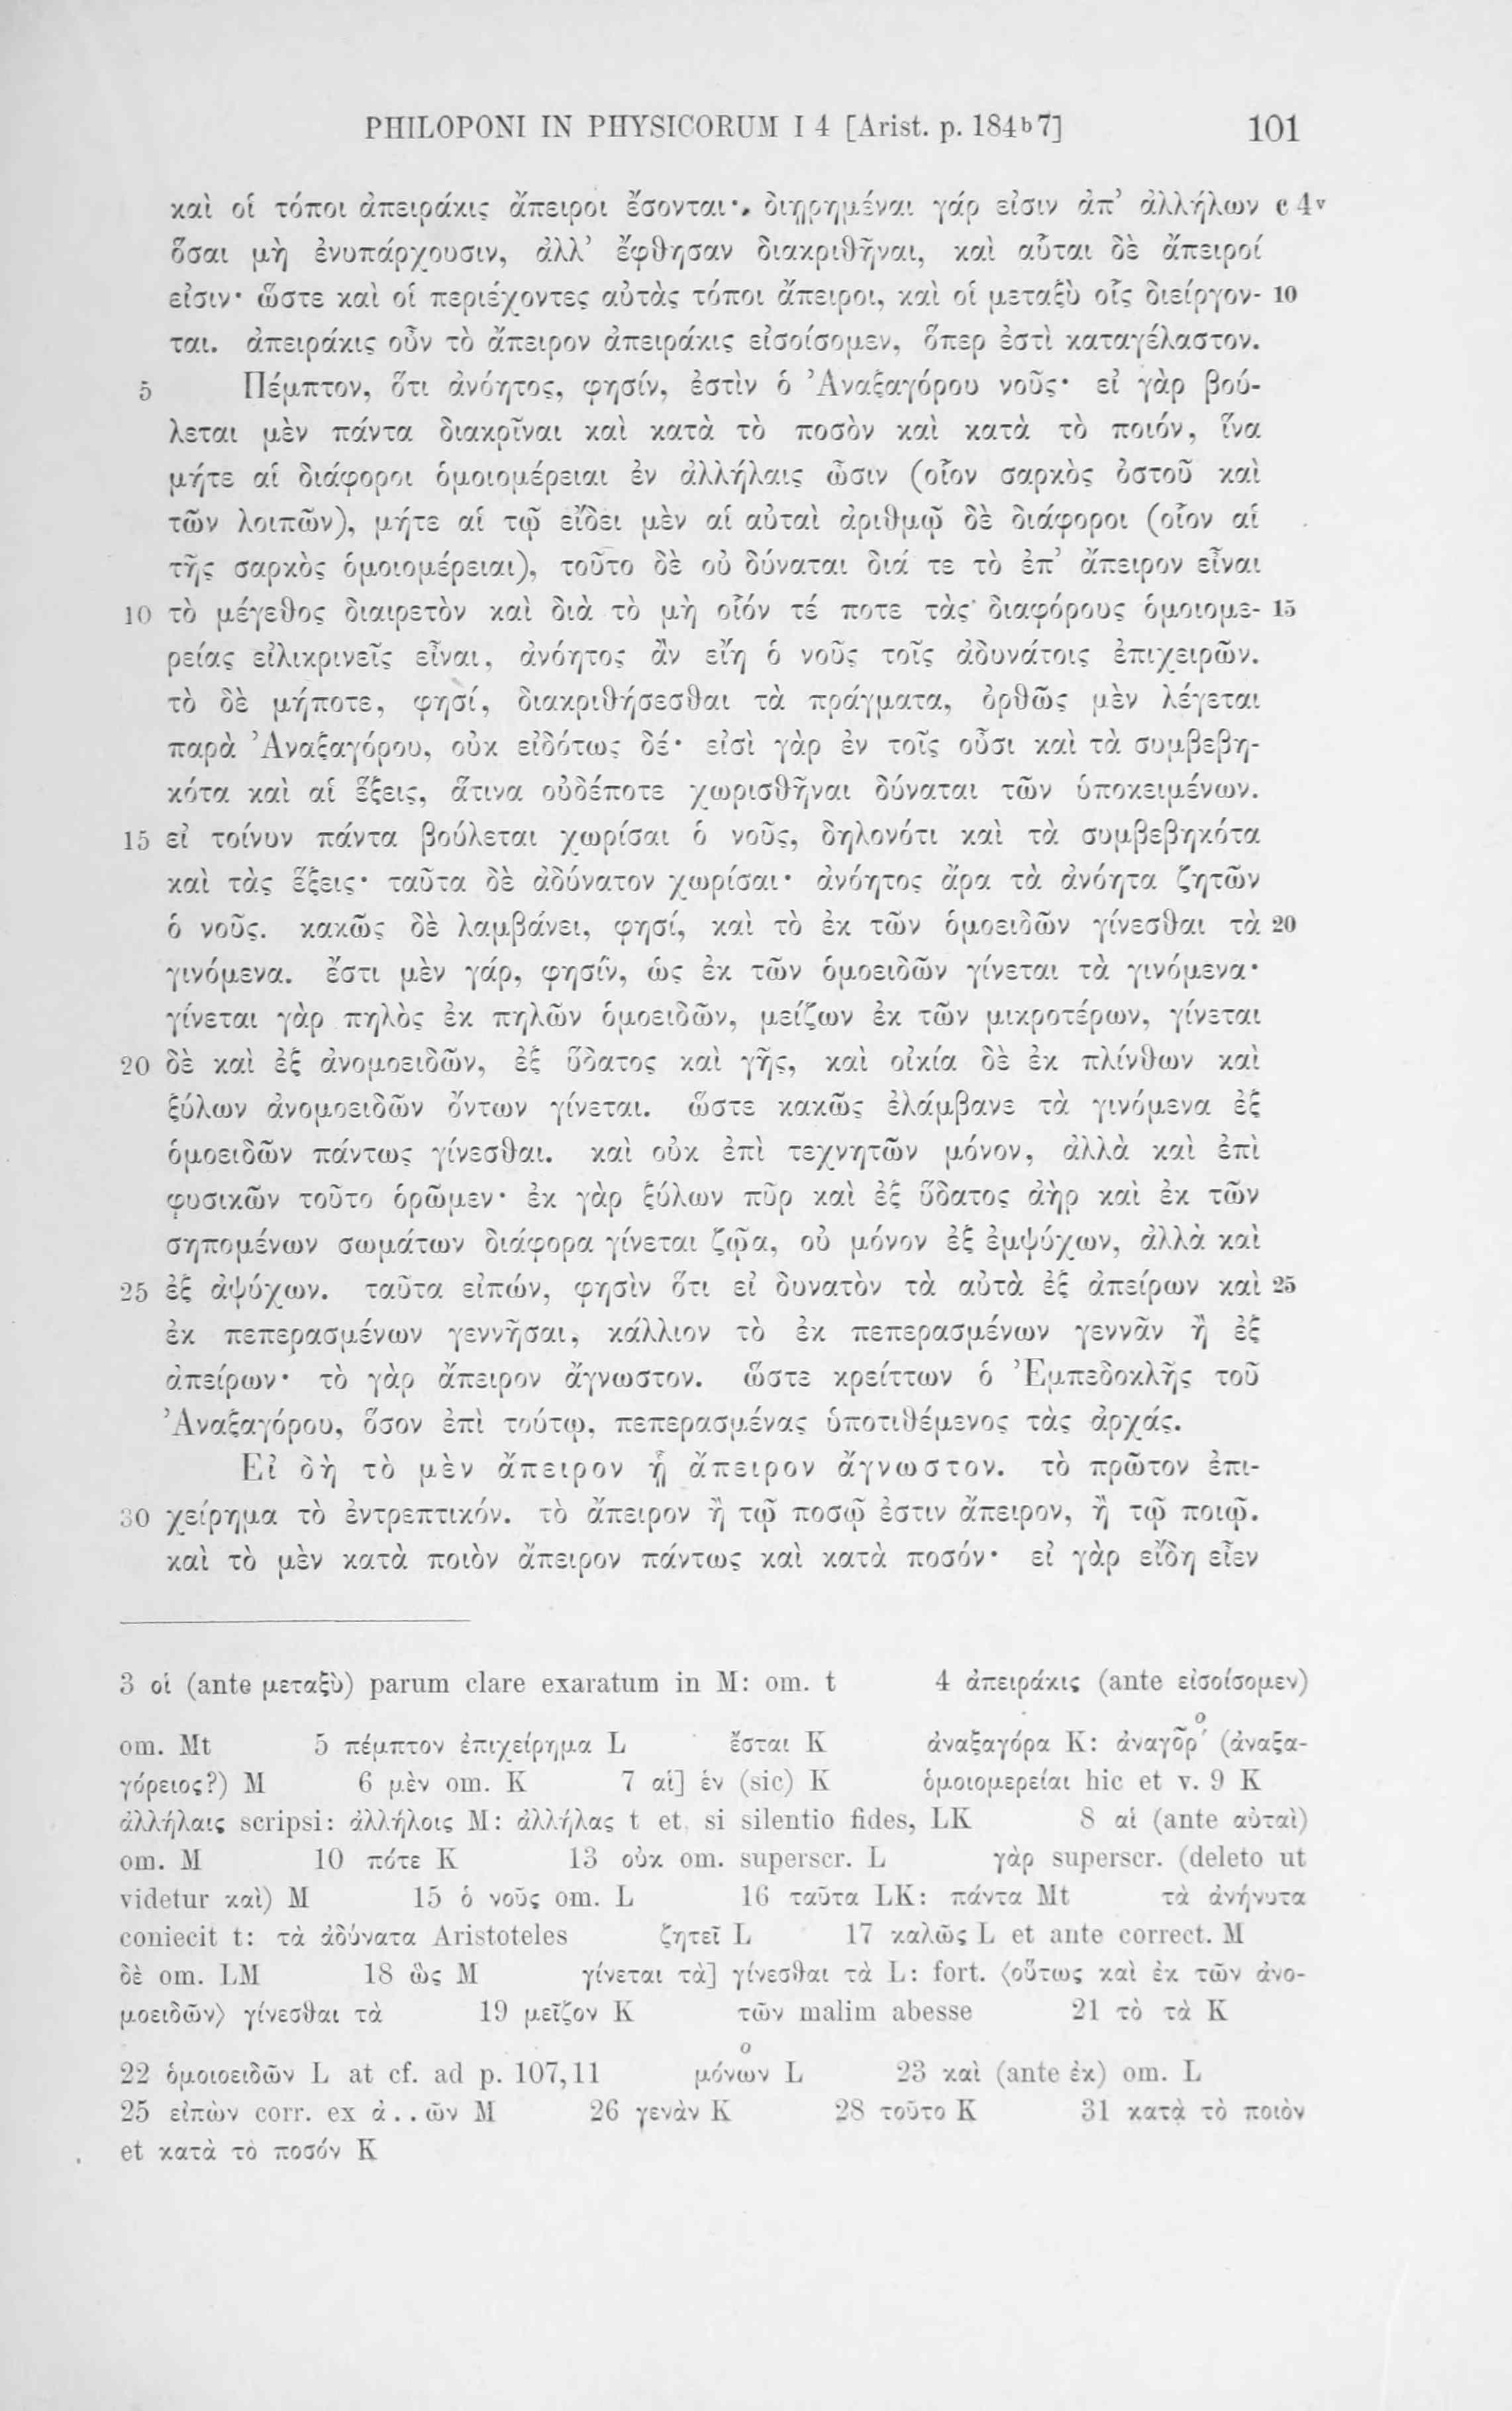 PHILOPONI IN PHYSICORUM I 4 [Arist. p. 184b7] 101
καὶ οἱ τόποι ἀπειράκις ἄπειροι ἔσονται·. διῃρημέναι γάρ εἰσιν ἀπ’ ἀλλήλων c 4v
ὅσαι μὴ ἐνυπάρχουσιν, ἀλλ’ ἔφθησαν διακριθῆναι, καὶ αὗται δὲ ἄπειροί
εἰσιν· ὥστε καὶ οἱ περιέχοντες αὐτὰς τόποι ἄπειροι, καὶ οἱ μεταξὺ οἷς διείργον- 10
ται. ἀπειράκις οὖν τὸ ἄπειρον ἀπειράκις εἰσοίσομεν, ὅπερ ἐστὶ καταγέλαστον.
5 Πέμπτον, ὅτι ἀνόητος, φησίν, ἐστὶν ὁ Ἀναξαγόρου νοῦς· εἰ γὰρ βού-
λεται μὲν πάντα διακρῖναι καὶ κατὰ τὸ ποσὸν καὶ κατὰ τὸ ποιόν, ἵνα
μήτε αἱ διάφοροι ὁμοιομέρειαι ἐν ἀλλήλαις ὦσιν (οἷον σαρκὸς ὀστοῦ καὶ
τῶν λοιπῶν), μήτε αἱ τῷ εἴδει μὲν αἱ αὐταὶ ἀριθμῷ δὲ διάφοροι (οἷον αἱ
τῆς σαρκὸς ὁμοιομέρειαι), τοῦτο δὲ οὐ δύναται διά τε τὸ ἐπ’ ἄπειρον εἶναι
10 τὸ μέγεθος διαιρετὸν καὶ διὰ τὸ μὴ οἷόν τέ ποτε τὰς διαφόρους ὁμοιομε- 15
ρείας εἰλικρινεῖς εἶναι, ἀνόητος ἂν εἴη ὁ νοῦς τοῖς ἀδυνάτοις ἐπιχειρῶν.
τὸ δὲ μήποτε, φησί, διακριθήσεσθαι τὰ πράγματα, ὀρθῶς μὲν λέγεται
παρὰ Ἀναξαγόρου, οὐκ εἰδότως δέ· εἰσὶ γὰρ ἐν τοῖς οὖσι καὶ τὰ συμβεβη-
κότα καὶ αἱ ἕξεις, ἅτινα οὐδέποτε χωρισθῆναι δύναται τῶν ὑποκειμένων.
15 εἰ τοίνυν πάντα βούλεται χωρίσαι ὁ νοῦς, δηλονότι καὶ τὰ συμβεβηκότα
καὶ τὰς ἕξεις· ταῦτα δὲ ἀδύνατον χωρίσαι· ἀνόητος ἄρα τὰ ἀνόητα ζητῶν
ὁ νοῦς. κακῶς δὲ λαμβάνει, φησί, καὶ τὸ ἐκ τῶν ὁμοειδῶν γίνεσθαι τὰ 20
γινόμενα. ἔστι μὲν γάρ, φησίν, ὡς ἐκ τῶν ὁμοειδῶν γίνεται τὰ γινόμενα·
γίνεται γὰρ πηλὸς ἐκ πηλῶν ὁμοειδῶν, μείζων ἐκ τῶν μικροτέρων, γίνεται
20 δὲ καὶ ἐξ ἀνομοειδῶν, ἐξ ὕδατος καὶ γῆς, καὶ οἰκία δὲ ἐκ πλίνθων καὶ
ξύλων ἀνομοειδῶν ὄντων γίνεται. ὥστε κακῶς ἐλάμβανε τὰ γινόμενα ἐξ
ὁμοειδῶν πάντως γίνεσθαι. καὶ οὐκ ἐπὶ τεχνητῶν μόνον, ἀλλὰ καὶ ἐπὶ
φυσικῶν τοῦτο ὁρῶμεν· ἐκ γὰρ ξύλων πῦρ καὶ ἐξ ὕδατος ἀὴρ καὶ ἐκ τῶν
σηπομένων σωμάτων διάφορα γίνεται ζῷα, οὐ μόνον ἐξ ἐμψύχων, ἀλλὰ καὶ
25 ἐξ ἀψύχων. ταῦτα εἰπών, φησὶν ὅτι εἰ δυνατὸν τὰ αὐτὰ ἐξ ἀπείρων καὶ 25
ἐκ πεπερασμένων γεννῆσαι, κάλλιον τὸ ἐκ πεπερασμένων γεννᾶν ἢ ἐξ
ἀπείρων· τὸ γὰρ ἄπειρον ἄγνωστον. ὥστε κρείττων ὁ Ἐμπεδοκλῆς τοῦ
Ἀναξαγόρου, ὅσον ἐπὶ τούτῳ, πεπερασμένας ὑποτιθέμενος τὰς ἀρχάς.
Εἰ δὴ τὸ μὲν ἄπειρον ᾗ ἄπειρον ἄγνωστον. τὸ πρῶτον ἐπι-
30 χείρημα τὸ ἐντρεπτικόν. τὸ ἄπειρον ἢ τῷ ποσῷ ἐστιν ἄπειρον, ἢ τῷ ποιῷ.
καὶ τὸ μὲν κατὰ ποιὸν ἄπειρον πάντως καὶ κατὰ ποσόν· εἰ γὰρ εἴδη εἶεν
3 οἱ (ante μεταξὺ) parum clare exaratum in M: om. t 4 ἀπειράκις (ante εἰσοίσομεν)
om. Mt 5 πέμπτον ἐπιχείρημα L ἔσται K ἀναξαγόρα K: ἀναγο̃ρ́ο (ἀναξα-
γόρειος?) M 6 μὲν om. K 7 αἱ] ἐν (sic) K ὁμοιομερείαι hic et v. 9 K
ἀλλήλαις scripsi: ἀλλήλοις M: ἀλλήλας t et, si silentio fides, LK 8 αἱ (ante αὐταὶ)
om. M 10 πότε K 13 οὐκ om. superscr. L γὰρ superscr. (deleto ut
videtur καὶ) M 15 ὁ νοῦς om. L 16 ταῦτα LK: πάντα Mt τὰ ἀνήνυτα
coniecit t: τὰ ἀδύνατα Aristoteles ζητεῖ L 17 καλῶς L et ante correct. M
δὲ om. LM 18 ὣς M γίνεται τὰ] γίνεσθαι τὰ L: fort. ⟨οὕτως καὶ ἐκ τῶν ἀνο-
μοειδῶν⟩ γίνεσθαι τὰ 19 μεῖζον K τῶν malim abesse 21 τὸ τὰ K
22 ὁμοιοειδῶν L at cf. ad p. 107,11 μόνωοv L 23 καὶ (ante ἐκ) om. L
25 εἰπὼν corr. ex ἀ..ῶν M 26 γενὰν K 28 τοῦτο K 31 κατὰ τὸ ποιὸν
et κατὰ τὸ ποσόν K